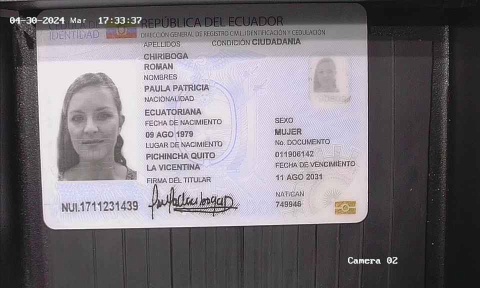 04-30-2024 Mar 17:33:37
REPÚBLICA DEL ECUADOR
IDENTIDAD
DIRECCIÓN GENERAL DE REGISTRO CIVIL, IDENTIFICACIÓN Y CEDULACIÓN
APELLIDOS CONDICIÓN CIUDADANÍA
CHIRIBOGA
ROMAN
NOMBRES
PAULA PATRICIA
NACIONALIDAD
ECUATORIANA
FECHA DE NACIMIENTO
09 AGO 1979
LUGAR DE NACIMIENTO
PICHINCHA QUITO
LA VICENTINA
FIRMA DEL TITULAR
SEXO
MUJER
No. DOCUMENTO
011906142
FECHA DE VENCIMIENTO
11 AGO 2031
NAT/CAN
749946
NUI.1711231439
Camera 02